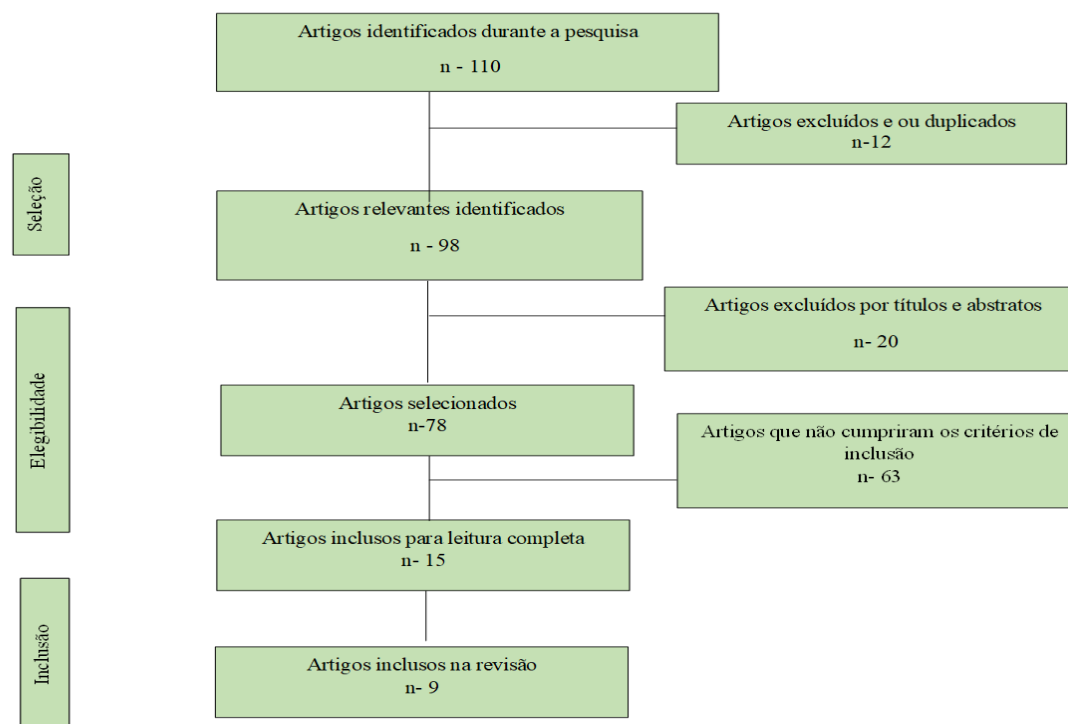 Artigos identificados durante a pesquisa
n - 110
Artigos excluídos e ou duplicados
n-12
Seleção
Artigos relevantes identificados
n - 98
Artigos excluídos por títulos e abstratos
n- 20
Elegibilidade
Artigos selecionados
n-78
Artigos que não cumpriram os critérios de
inclusão
n- 63
Artigos inclusos para leitura completa
n- 15
Inclusão
Artigos inclusos na revisão
n- 9